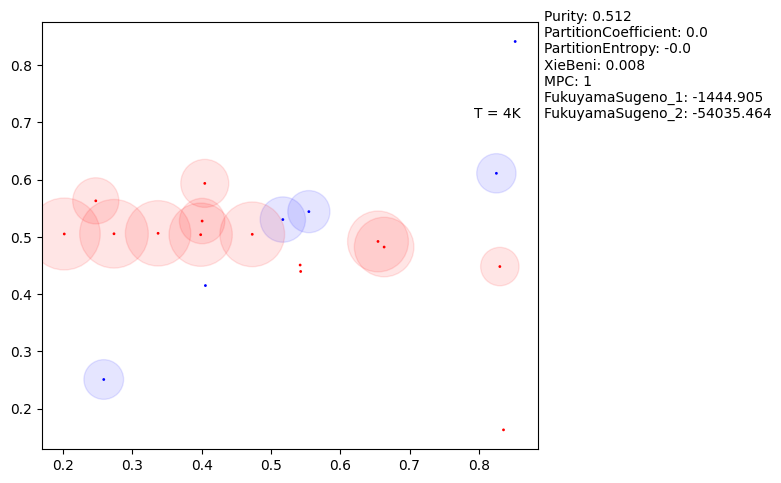 Purity: 0.512
PartitionCoefficient: 0.0
PartitionEntropy: -0.0
XieBeni: 0.008
MPC: 1
FukuyamaSugeno_1: -1444.905
FukuyamaSugeno_2: -54035.464
T = 4K
0.8
0.7
0.6
0.5
0.4
0.3
0.2
0.2 0.3 0.4 0.5 0.6 0.7 0.8